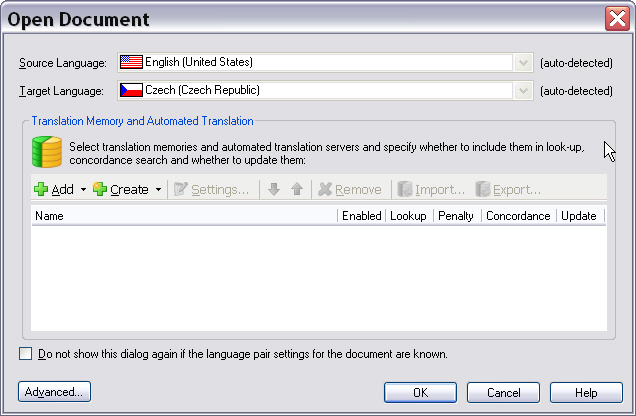 Open Document
Source Language: English (United States) (auto-detected)
Target Language: Czech (Czech Republic) (auto-detected)
Translation Memory and Automated Translation
Select translation memories and automated translation servers and specify whether to include them in look-up,
concordance search and whether to update them:
Add Create Settings... Remove Import... Export...
Name Enabled Lookup Penalty Concordance Update
Do not show this dialog again if the language pair settings for the document are known.
Advanced... OK Cancel Help